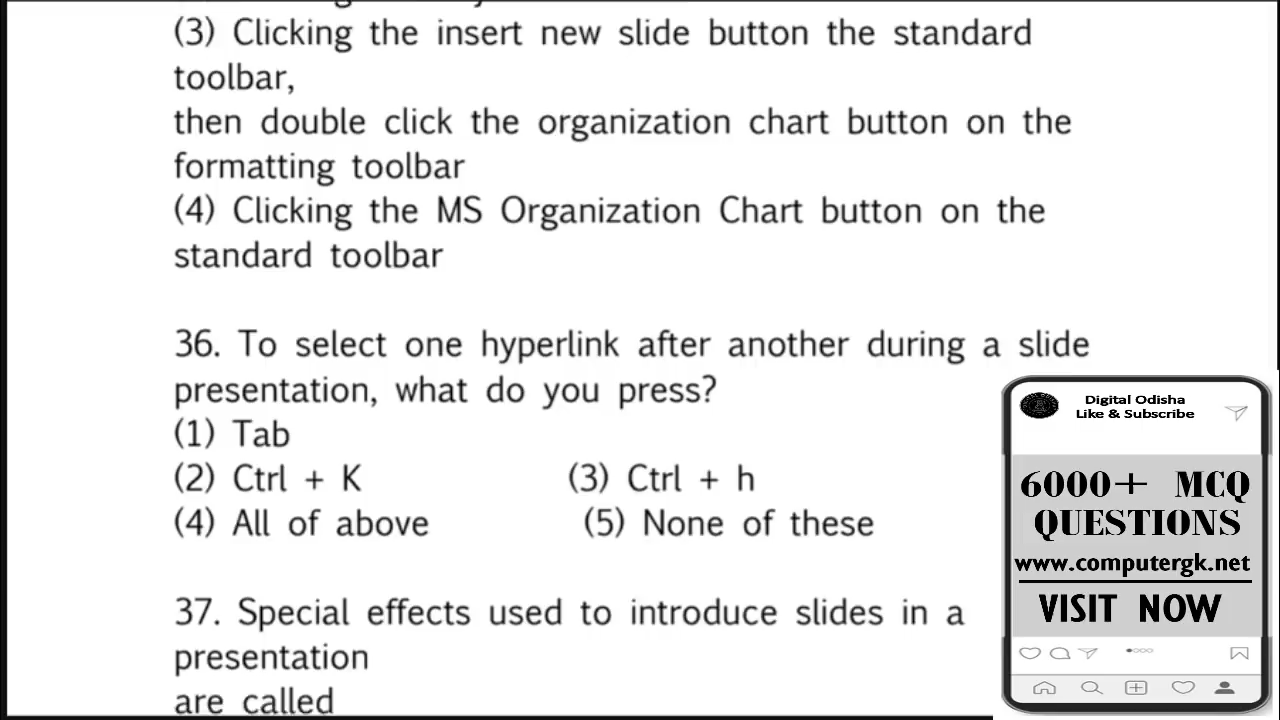 (3) Clicking the insert new slide button the standard
toolbar,
then double click the organization chart button on the
formatting toolbar
(4) Clicking the MS Organization Chart button on the
standard toolbar
36. To select one hyperlink after another during a slide
presentation, what do you press?
(1) Tab
(2) Ctrl + K (3) Ctrl + h
(4) All of above (5) None of these
37. Special effects used to introduce slides in a
presentation
are called
Digital Odisha
Like & Subscribe
6000+ MCQ
QUESTIONS
www.computergk.net
VISIT NOW